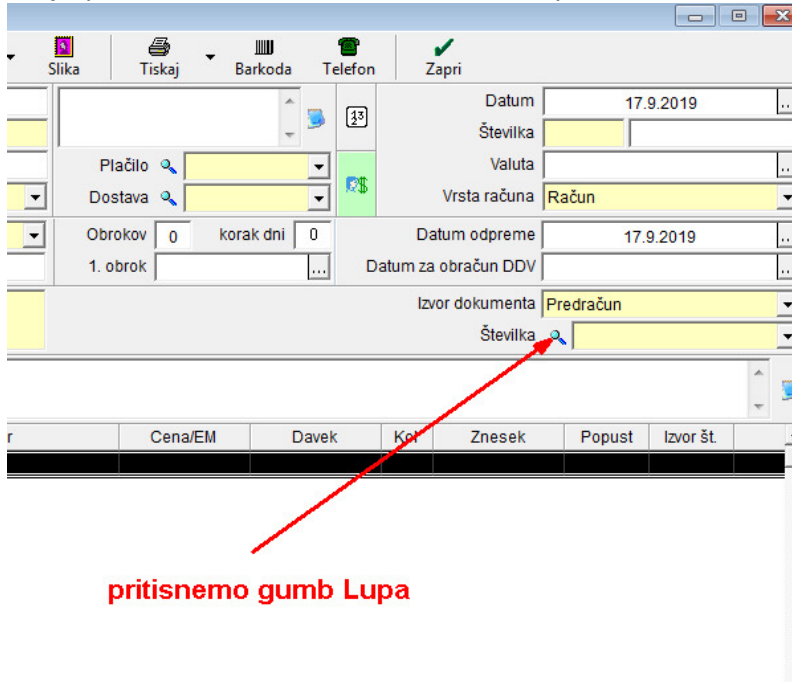 Slika Tiskaj Barkoda Telefon Zapri
Datum 17.9.2019 ..
Številka
Plačilo Valuta ..
Dostava Vrsta računa Račun
Obrokov 0 korak dni 0 Datum odpreme 17.9.2019 ..
1. obrok ... Datum za obračun DDV ..
Izvor dokumenta Predračun
Številka
r Cena/EM Davek Kol Znesek Popust Izvor št.
pritisnemo gumb Lupa